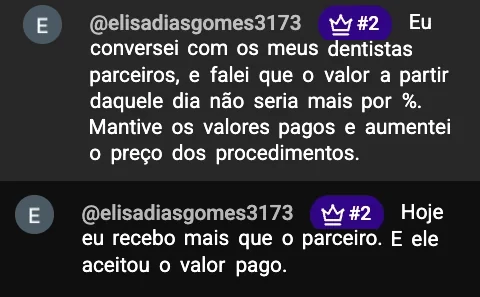 E @elisadiasgomes3173 #2 Eu
conversei com os meus dentistas
parceiros, e falei que o valor a partir
daquele dia não seria mais por %.
Mantive os valores pagos e aumentei
o preço dos procedimentos.
E @elisadiasgomes3173 #2 Hoje
eu recebo mais que o parceiro. E ele
aceitou o valor pago.